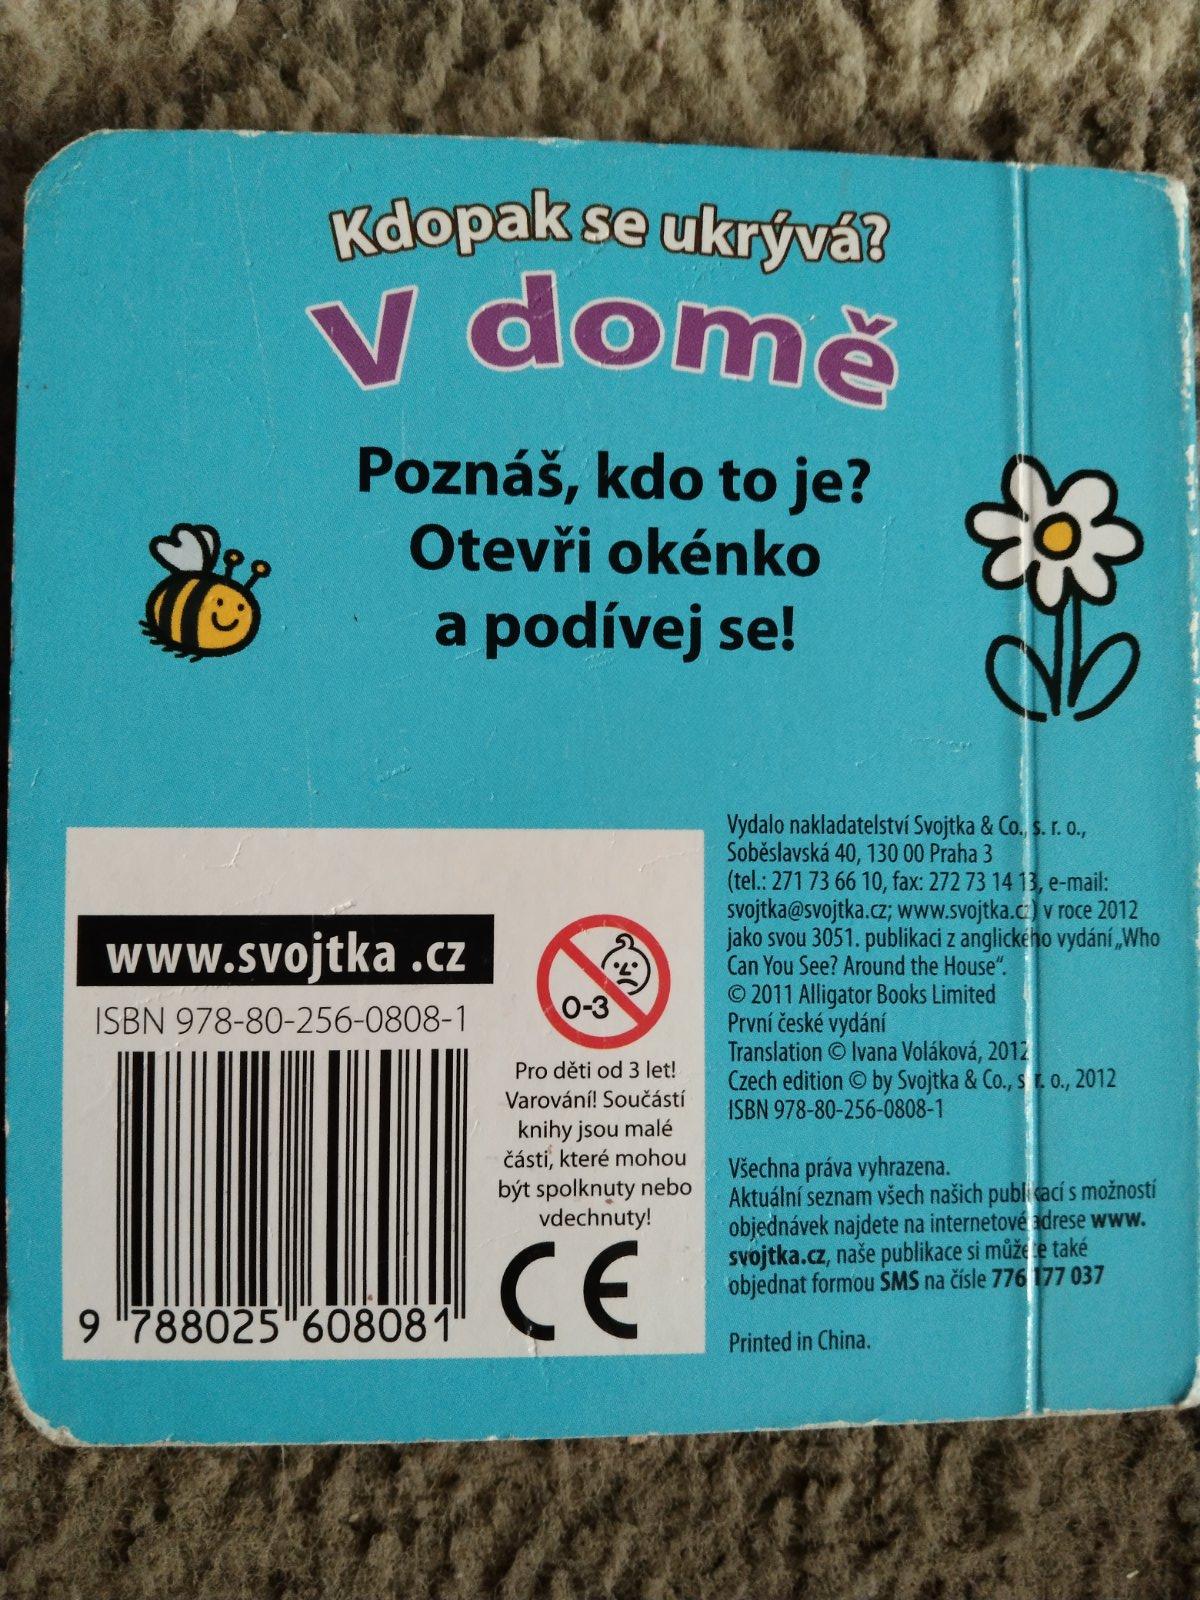 Kdopak se ukrývá?
V domě
Poznáš, kdo to je?
Otevři okénko
a podívej se!
www.svojtka .cz
ISBN 978-80-256-0808-1
9 788025 608081
0-3
Pro děti od 3 let!
Varování! Součástí
knihy jsou malé
části, které mohou
být spolknuty nebo
vdechnuty!
CE
Vydalo nakladatelství Svojtka & Co., s. r. o.,
Soběslavská 40, 130 00 Praha 3
(tel.: 271 73 66 10, fax: 272 73 14 13, e-mail:
svojtka@svojtka.cz; www.svojtka.cz) v roce 2012
jako svou 3051. publikaci z anglického vydání „Who
Can You See? Around the House“.
© 2011 Alligator Books Limited
První české vydání
Translation © Ivana Voláková, 2012
Czech edition © by Svojtka & Co., s. r. o., 2012
ISBN 978-80-256-0808-1
Všechna práva vyhrazena.
Aktuální seznam všech našich publikací s možností
objednávek najdete na internetové adrese www.
svojtka.cz, naše publikace si můžete také
objednat formou SMS na čísle 776 177 037
Printed in China.